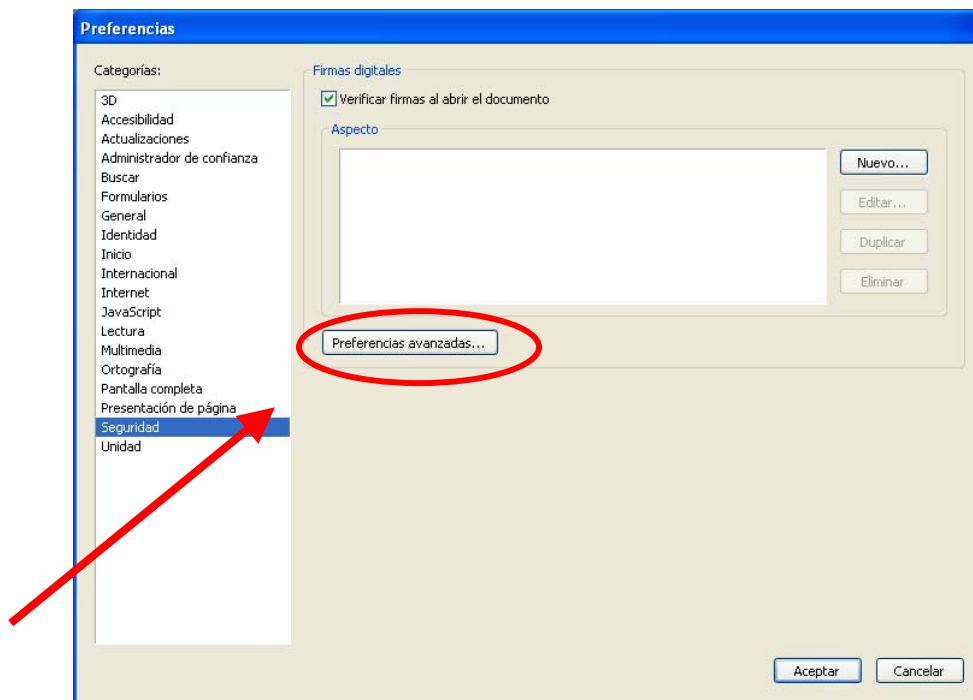 Preferencias
Categorías:
3D
Accesibilidad
Actualizaciones
Administrador de confianza
Buscar
Formularios
General
Identidad
Inicio
Internacional
Internet
JavaScript
Lectura
Multimedia
Ortografía
Pantalla completa
Presentación de página
Seguridad
Unidad
Firmas digitales
Verificar firmas al abrir el documento
Aspecto
Nuevo...
Editar...
Duplicar
Eliminar
Preferencias avanzadas...
Aceptar
Cancelar